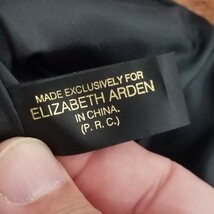 MADE EXCLUSIVELY FOR
ELIZABETH ARDEN
IN CHINA.
(P. R. C.)